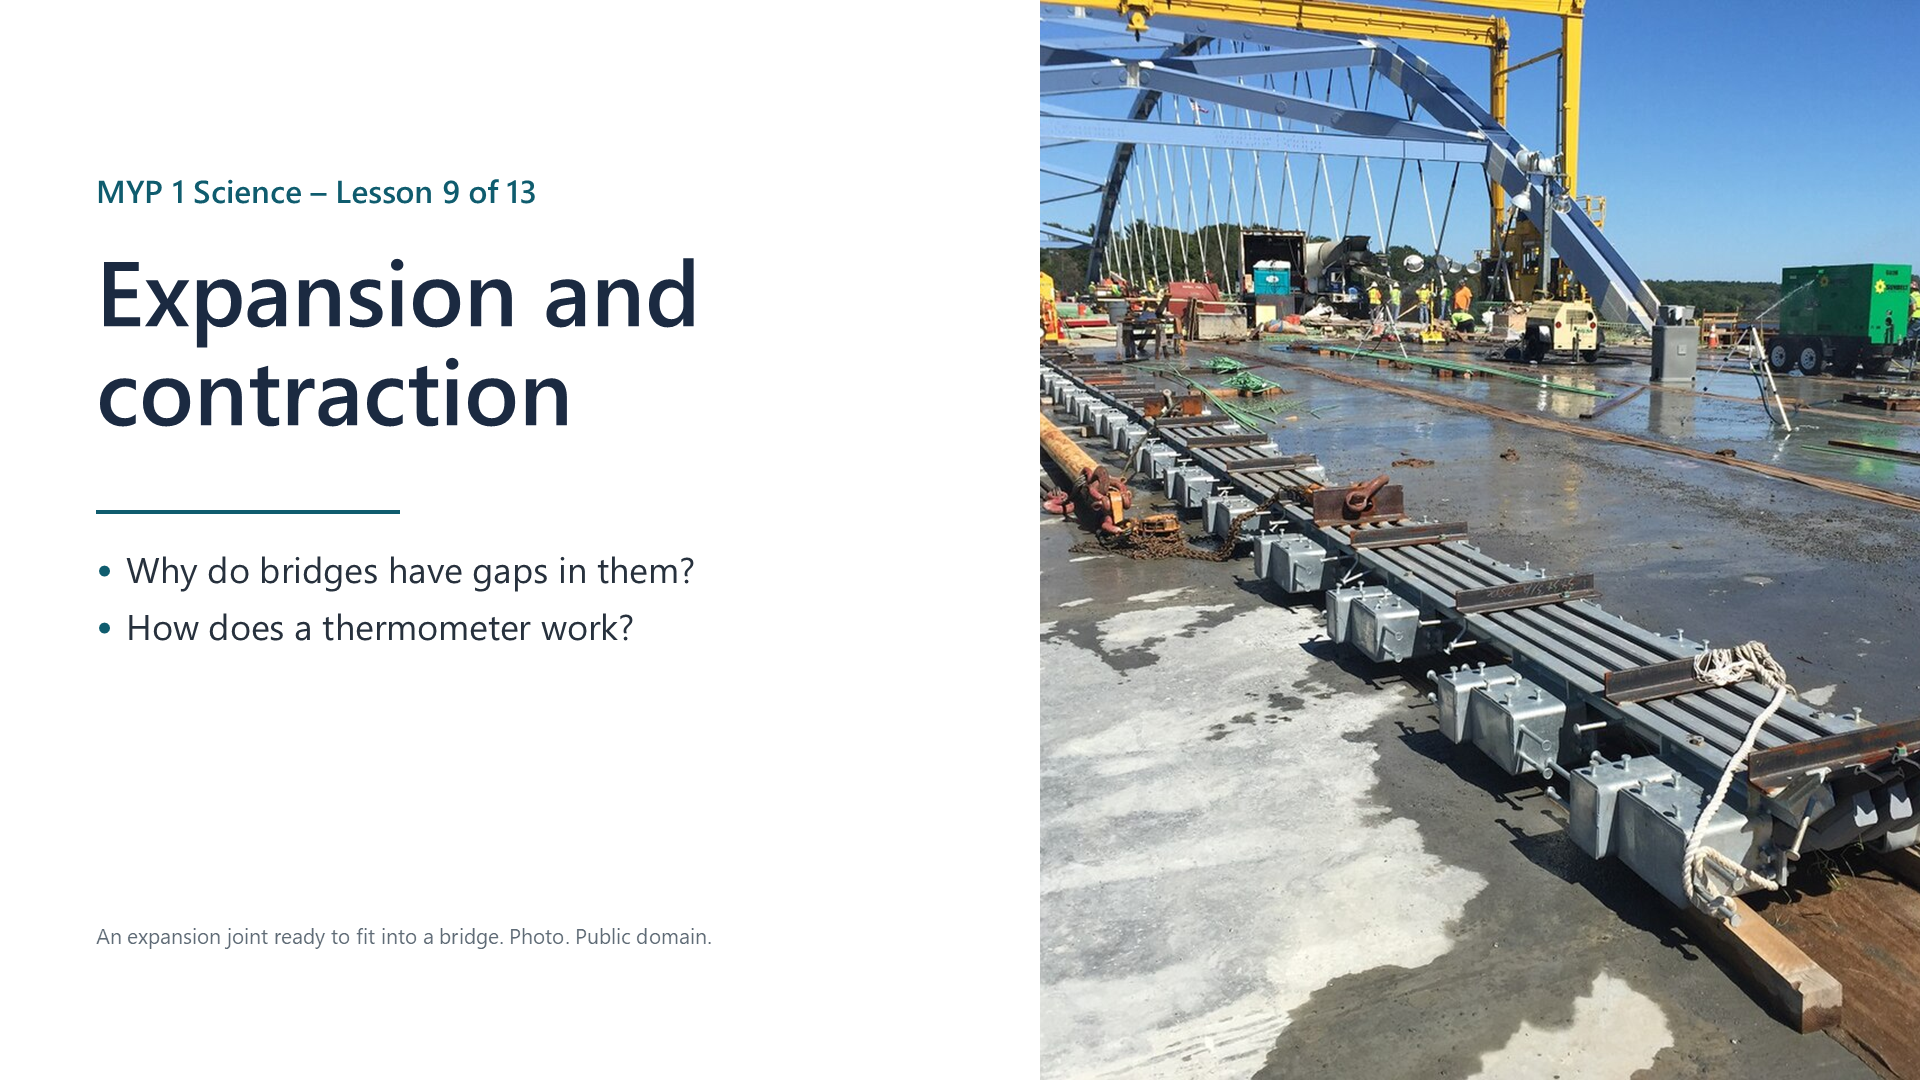 MYP 1 Science – Lesson 9 of 13
Expansion and
contraction
• Why do bridges have gaps in them?
• How does a thermometer work?
An expansion joint ready to fit into a bridge. Photo. Public domain.